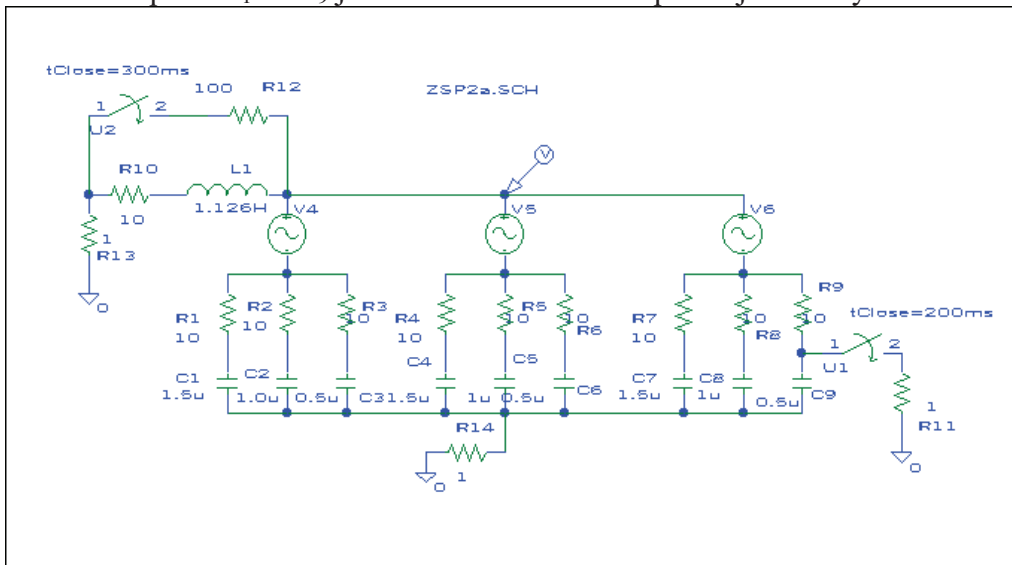 tClose=300ms
100 R12
ZSP2a.SCH
1 2
U2
R10 L1
10 1.126H
V4 V5 V6
1
R13
0
R9
tClose=200ms
R1 R2 R3 R4 R5 R6 R7 R8
10 10 10 10 10 10 10 10 10
1 2
U1
C1 C2 C4 C5 C7 C8
1.5u 1.0u 0.5u C3 1.5u 1u 0.5u C6 1.5u 1u 0.5u C9
1
R11
R14
1
0
0